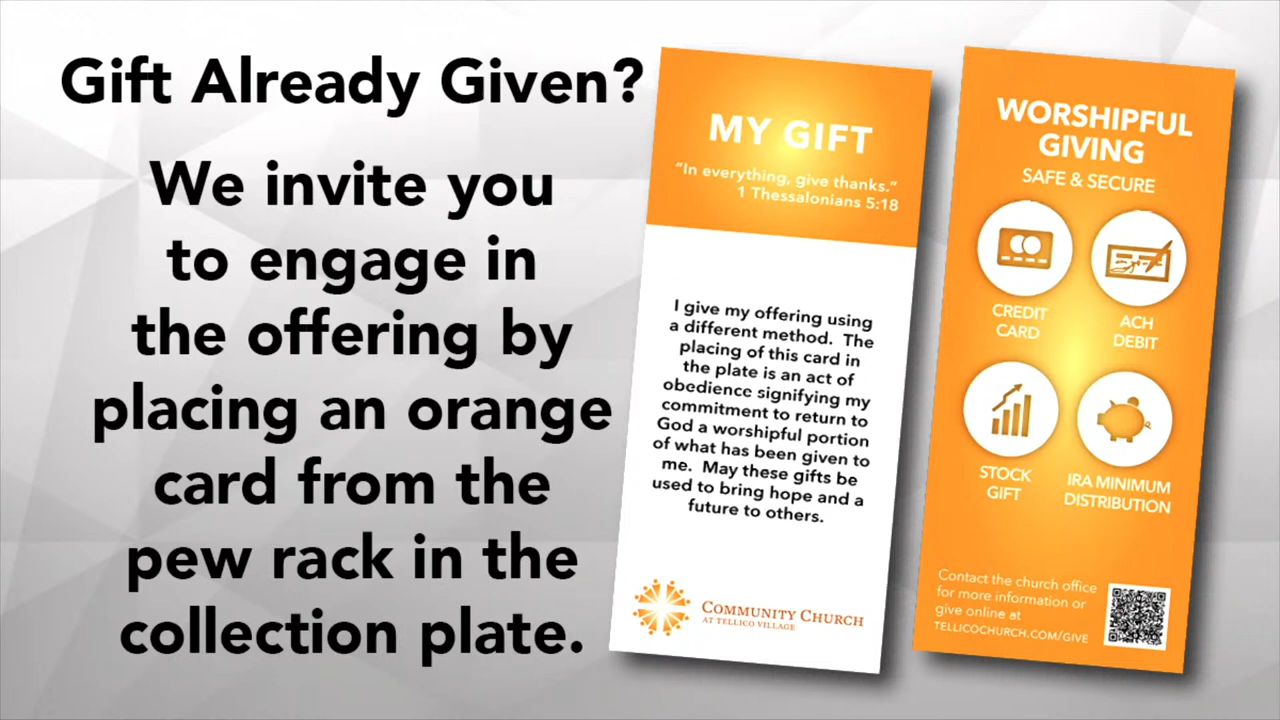 Gift Already Given?
We invite you
to engage in
the offering by
placing an orange
card from the
pew rack in the
collection plate.
MY GIFT
“In everything, give thanks.”
1 Thessalonians 5:18
I give my offering using
a different method.  The
placing of this card in
the plate is an act of
obedience signifying my
commitment to return to
God a worshipful portion
of what has been given to
me.  May these gifts be
used to bring hope and a
future to others.
COMMUNITY CHURCH
AT TELLICO VILLAGE
WORSHIPFUL
GIVING
SAFE & SECURE
CREDIT
CARD
ACH
DEBIT
STOCK
GIFT
IRA MINIMUM
DISTRIBUTION
Contact the church office
for more information or
give online at
TELLICOCHURCH.COM/GIVE